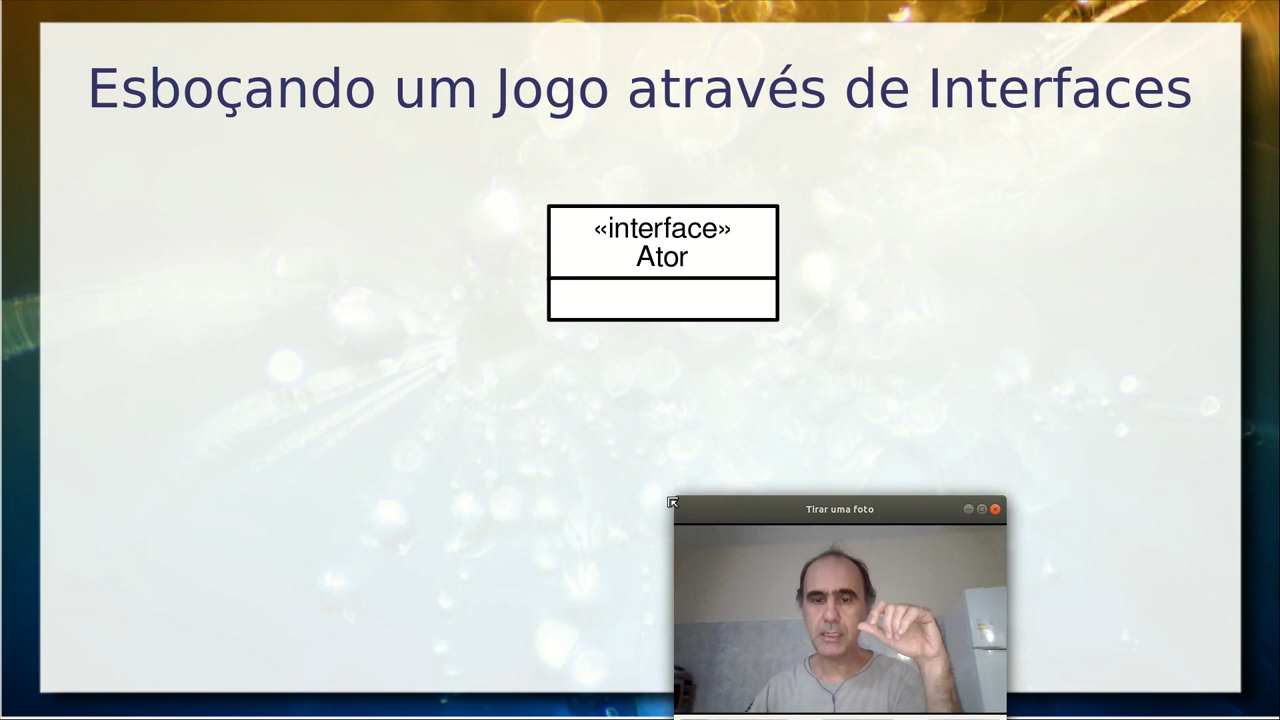 Esboçando um Jogo através de Interfaces
«interface»
Ator
Tirar uma foto